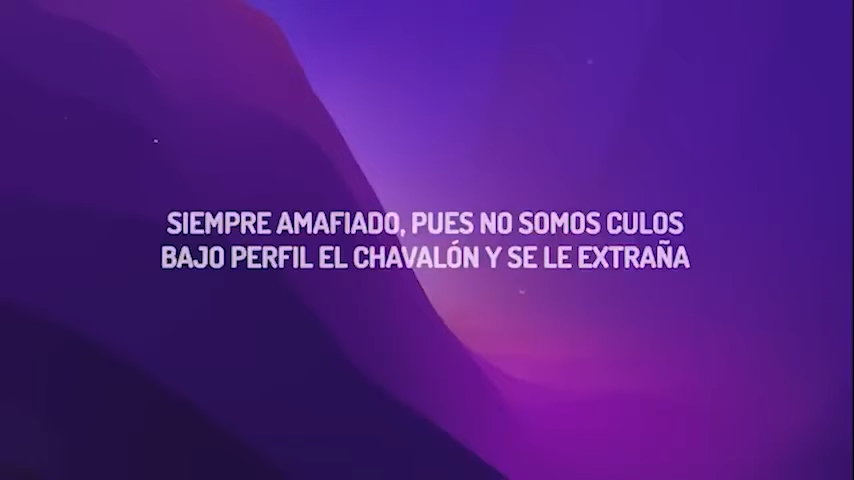 SIEMPRE AMAFIADO, PUES NO SOMOS CULOS
BAJO PERFIL EL CHAVALÓN Y SE LE EXTRAÑA